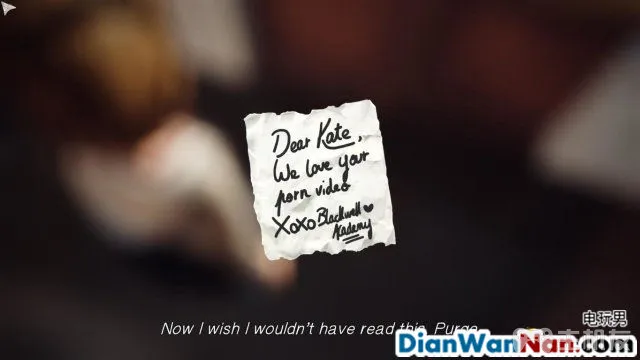 Dear Kate,
We love your
porn video
XoXo Blackwell
Kademy
Now I wish I wouldn't have read this. Purge
电玩男
DianWanNan.com